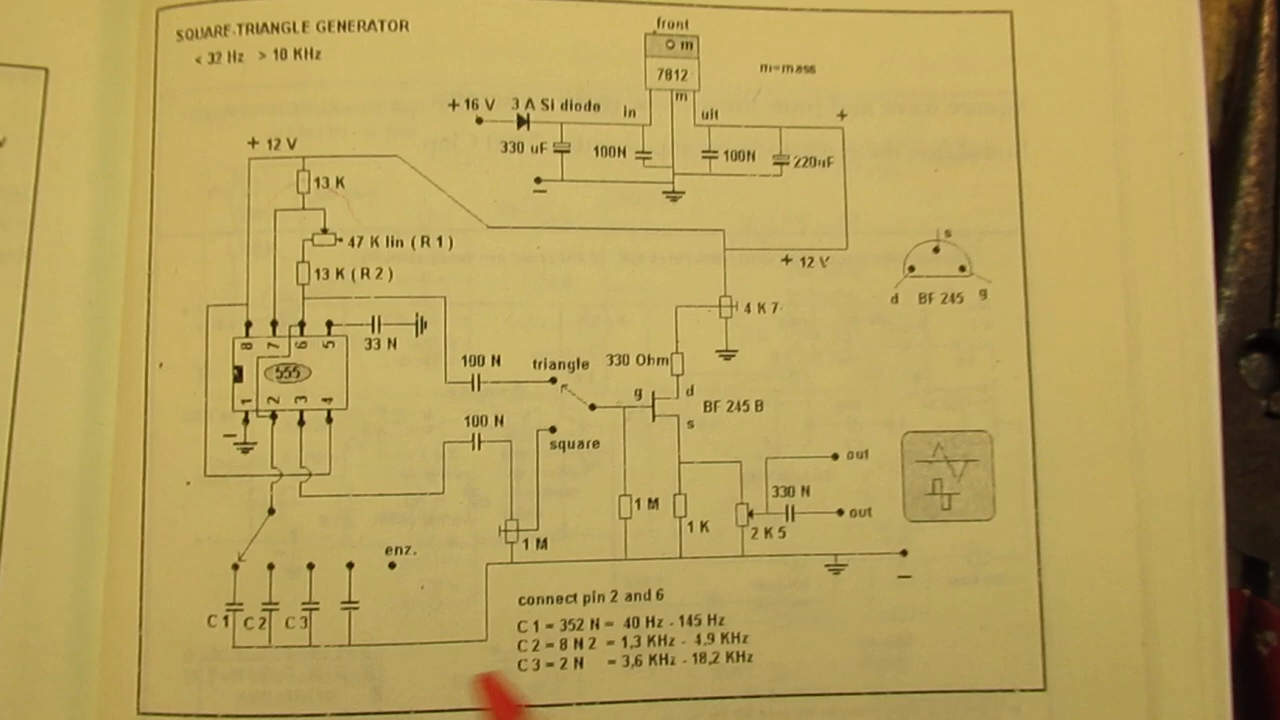 SQUARE-TRIANGLE GENERATOR
< 32 Hz > 10 KHz
front
m
7812
m
m=mass
+ 16 V 3 A Si diode
in
uit
+
330 uF
100N
100N
220uF
–
+ 12 V
13 K
47 K lin ( R 1 )
13 K ( R 2 )
+ 12 V
s
d BF 245 g
4 K 7
8 7 6 5
33 N
555
1 2 3 4
–
100 N
triangle
330 Ohm
g
d
BF 245 B
s
100 N
square
out
330 N
out
1 M
1 K
2 K 5
1 M
enz.
–
C 1 C 2 C 3
connect pin 2 and 6
C 1 = 352 N = 40 Hz - 145 Hz
C 2 = 8 N 2 = 1,3 KHz - 4,9 KHz
C 3 = 2 N = 3,6 KHz - 18,2 KHz